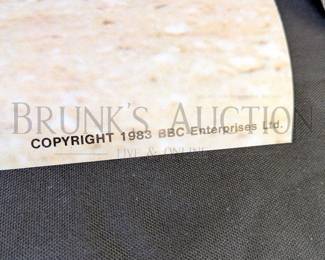 BRUNK'S AUCTION
COPYRIGHT 1983 BBC Enterprises Ltd.
LIVE & ONLINE